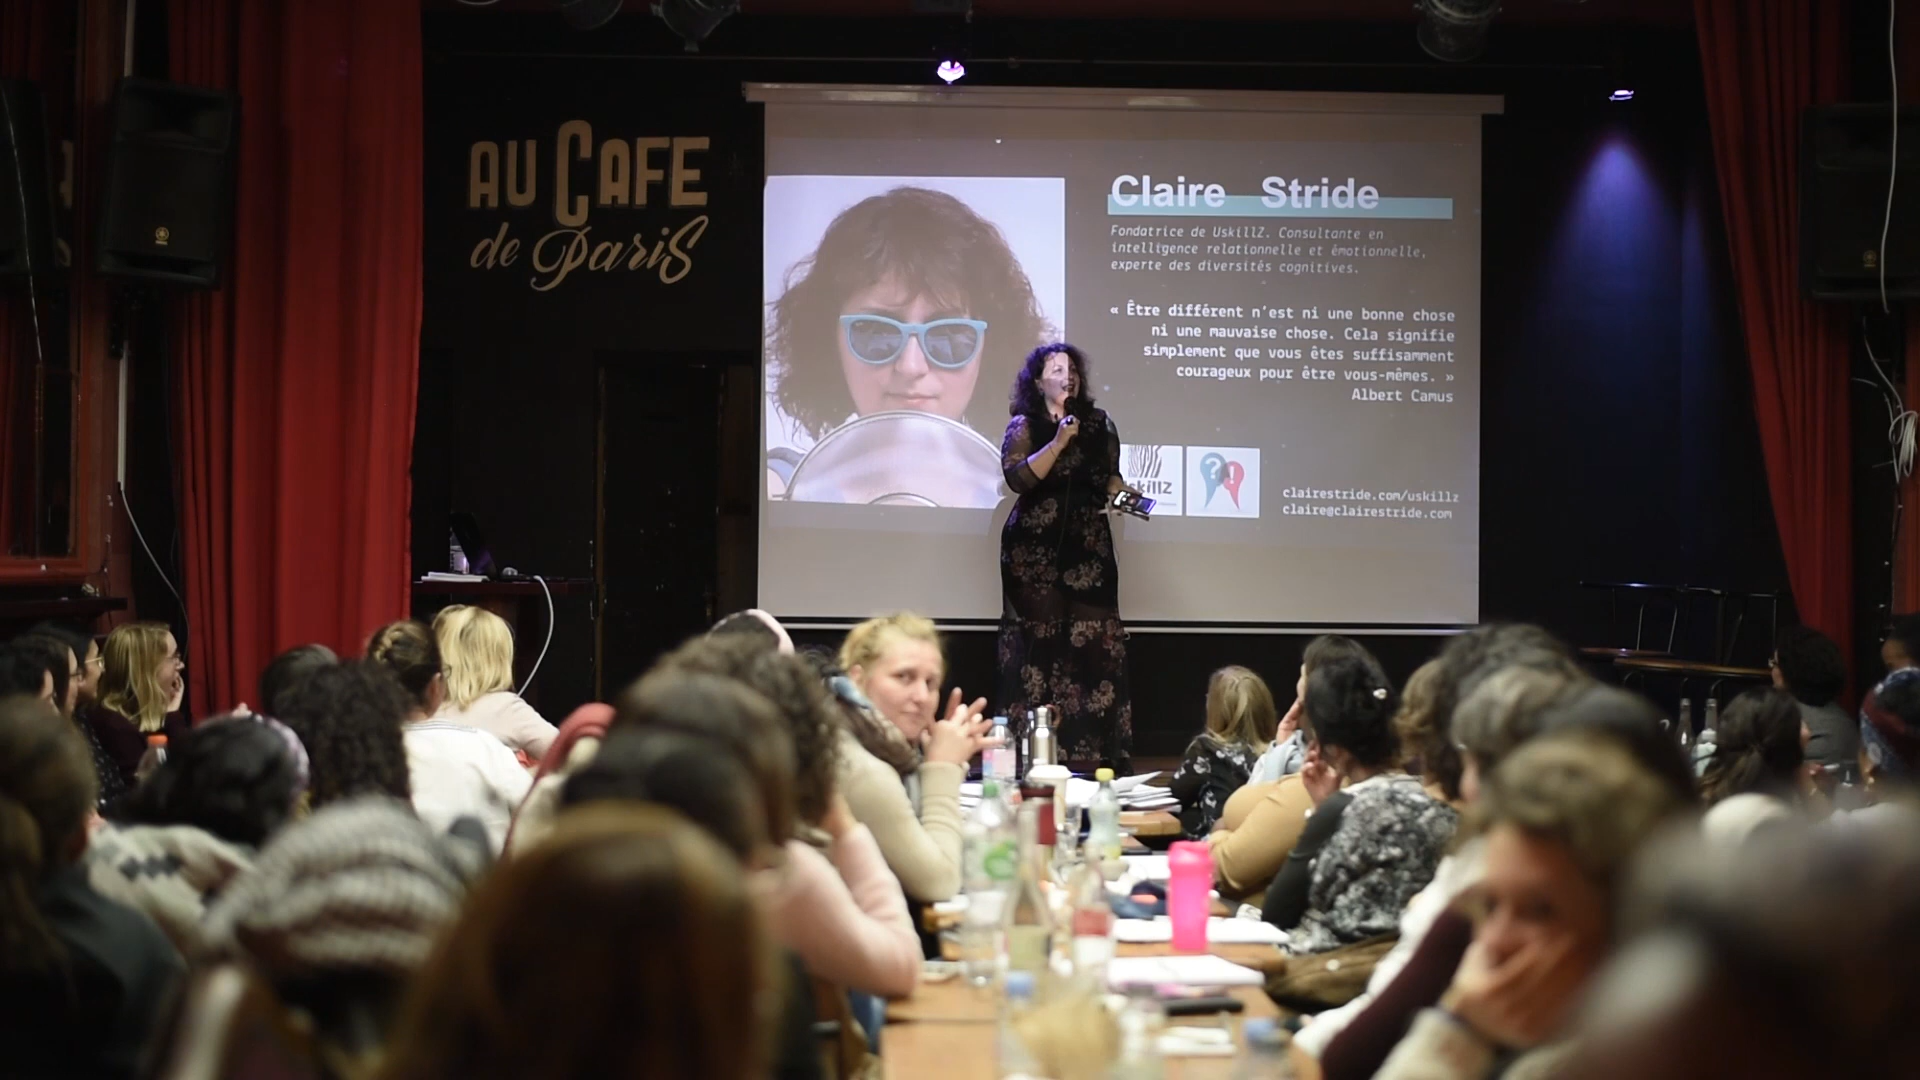 AU CAFE
de PariS
Claire Stride
Fondatrice de UskillZ. Consultante en
intelligence relationnelle et émotionnelle,
experte des diversités cognitives.
« Être différent n'est ni une bonne chose
ni une mauvaise chose. Cela signifie
simplement que vous êtes suffisamment
courageux pour être vous-mêmes. »
Albert Camus
skillZ
? !
clairestride.com/uskillz
claire@clairestride.com